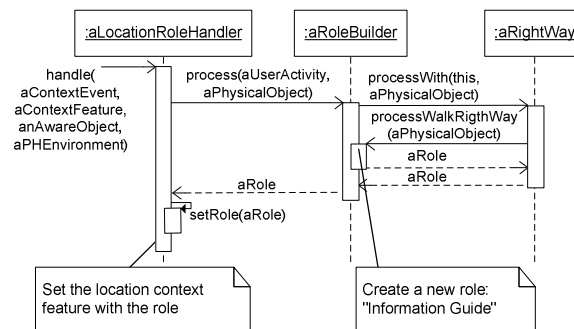 :aLocationRoleHandler
:aRoleBuilder
:aRightWay
handle(
aContextEvent,
aContextFeature,
anAwareObject,
aPHEnvironment)
process(aUserActivity,
aPhysicalObject)
processWith(this,
aPhysicalObject)
processWalkRigthWay
(aPhysicalObject)
aRole
aRole
aRole
setRole(aRole)
Set the location context
feature with the role
Create a new role:
"Information Guide"